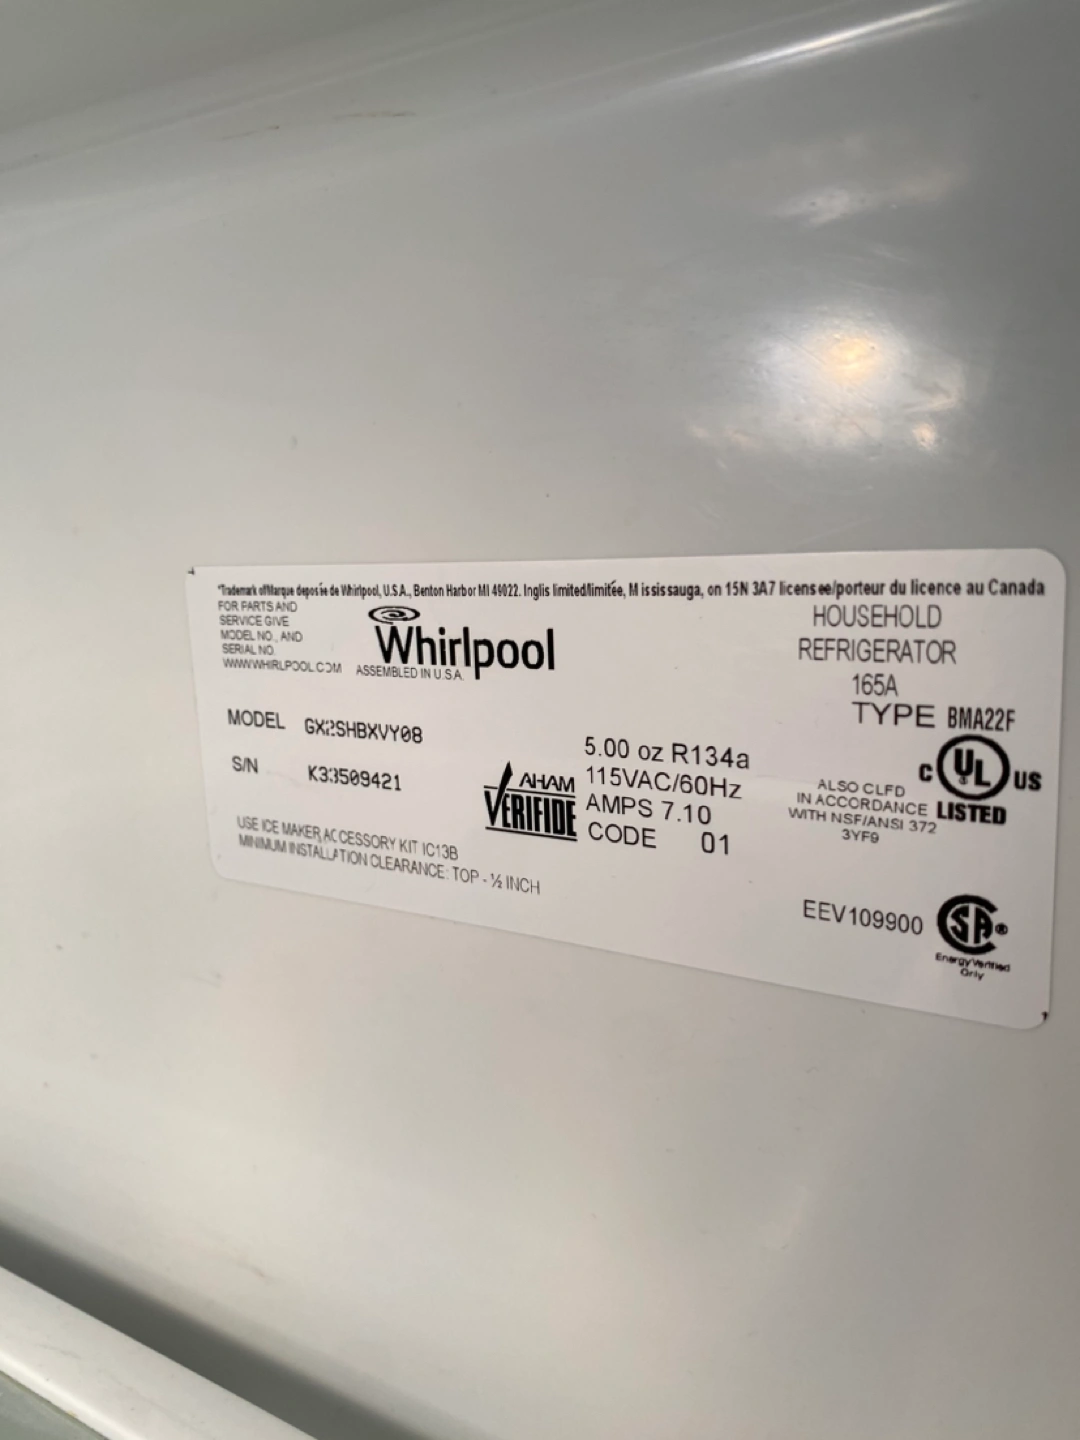 *Trademark of/Marque deposée de Whirlpool, U.S.A., Benton Harbor MI 49022. Inglis limited/limitée, Mississauga, on 15N 3A7 licensee/porteur du licence au Canada
FOR PARTS AND
SERVICE GIVE
MODEL NO., AND
SERIAL NO.
WWW.WHIRLPOOL.COM
Whirlpool
ASSEMBLED IN U.S.A.
HOUSEHOLD
REFRIGERATOR
165A
TYPE BMA22F
MODEL GX2SHBXVY08
S/N K33509421
AHAM
VERIFIDE
5.00 oz R134a
115VAC/60Hz
AMPS 7.10
CODE 01
ALSO CLFD
IN ACCORDANCE
WITH NSF/ANSI 372
3YF9
C UL ® US
LISTED
USE ICE MAKER ACCESSORY KIT IC13B
MINIMUM INSTALLATION CLEARANCE: TOP - ½ INCH
EEV109900
SA®
Energy Verified
Only